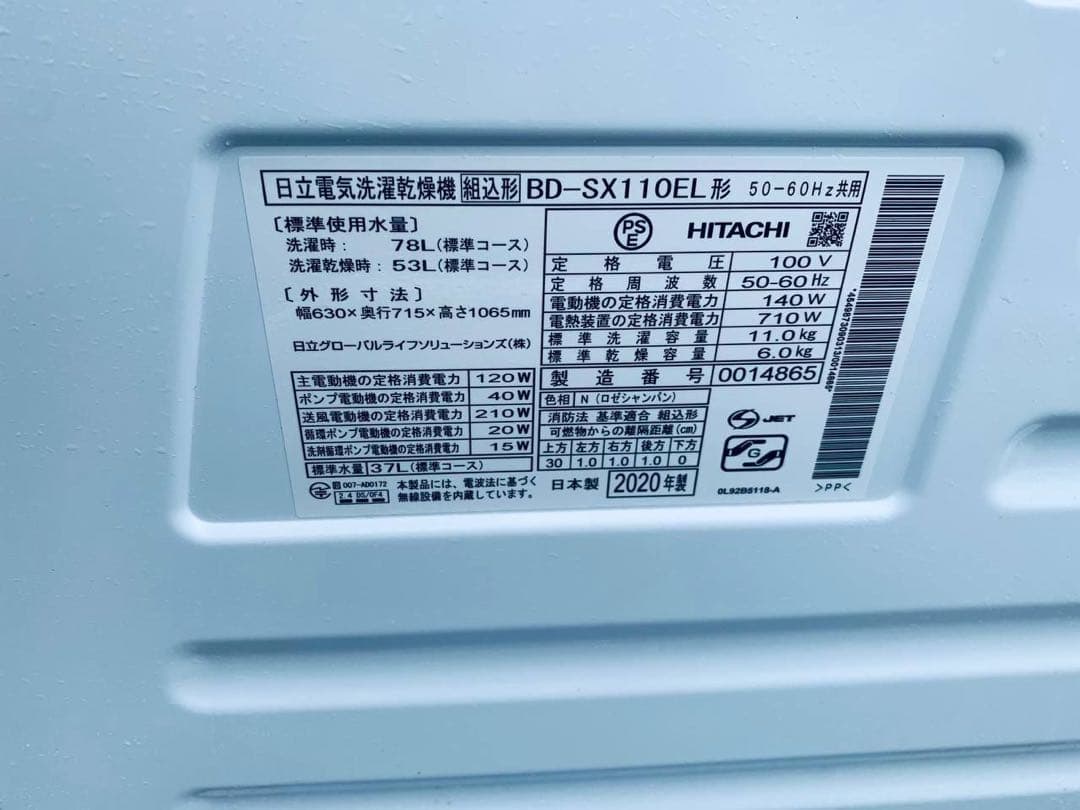 日立電気洗濯乾燥機 組込形 BD-SX110EL形 50-60Hz共用
[標準使用水量]
洗濯時: 78L(標準コース)
洗濯乾燥時: 53L(標準コース)
[外形寸法]
幅630×奥行715×高さ1065mm
日立グローバルライフソリューションズ(株)
主電動機の定格消費電力 120W
ポンプ電動機の定格消費電力 40W
送風電動機の定格消費電力 210W
循環ポンプ電動機の定格消費電力 20W
洗剤循環ポンプ電動機の定格消費電力 15W
標準水量 37L(標準コース)
007-AD0172
2.4 DS/OF4
本製品には、電波法に基づく
無線設備を内蔵しています。
PS
E
HITACHI
定格電圧 100V
定格周波数 50-60Hz
電動機の定格消費電力 140W
電熱装置の定格消費電力 710W
標準洗濯容量 11.0kg
標準乾燥容量 6.0kg
製造番号 0014865
色相 N(ロゼシャンパン)
消防法 基準適合 組込形
可燃物からの離隔距離(cm)
上方 左方 右方 後方 下方
30 1.0 1.0 1.0 0
日本製 2020年製
JET
G
0L92B5118-A
>PP<